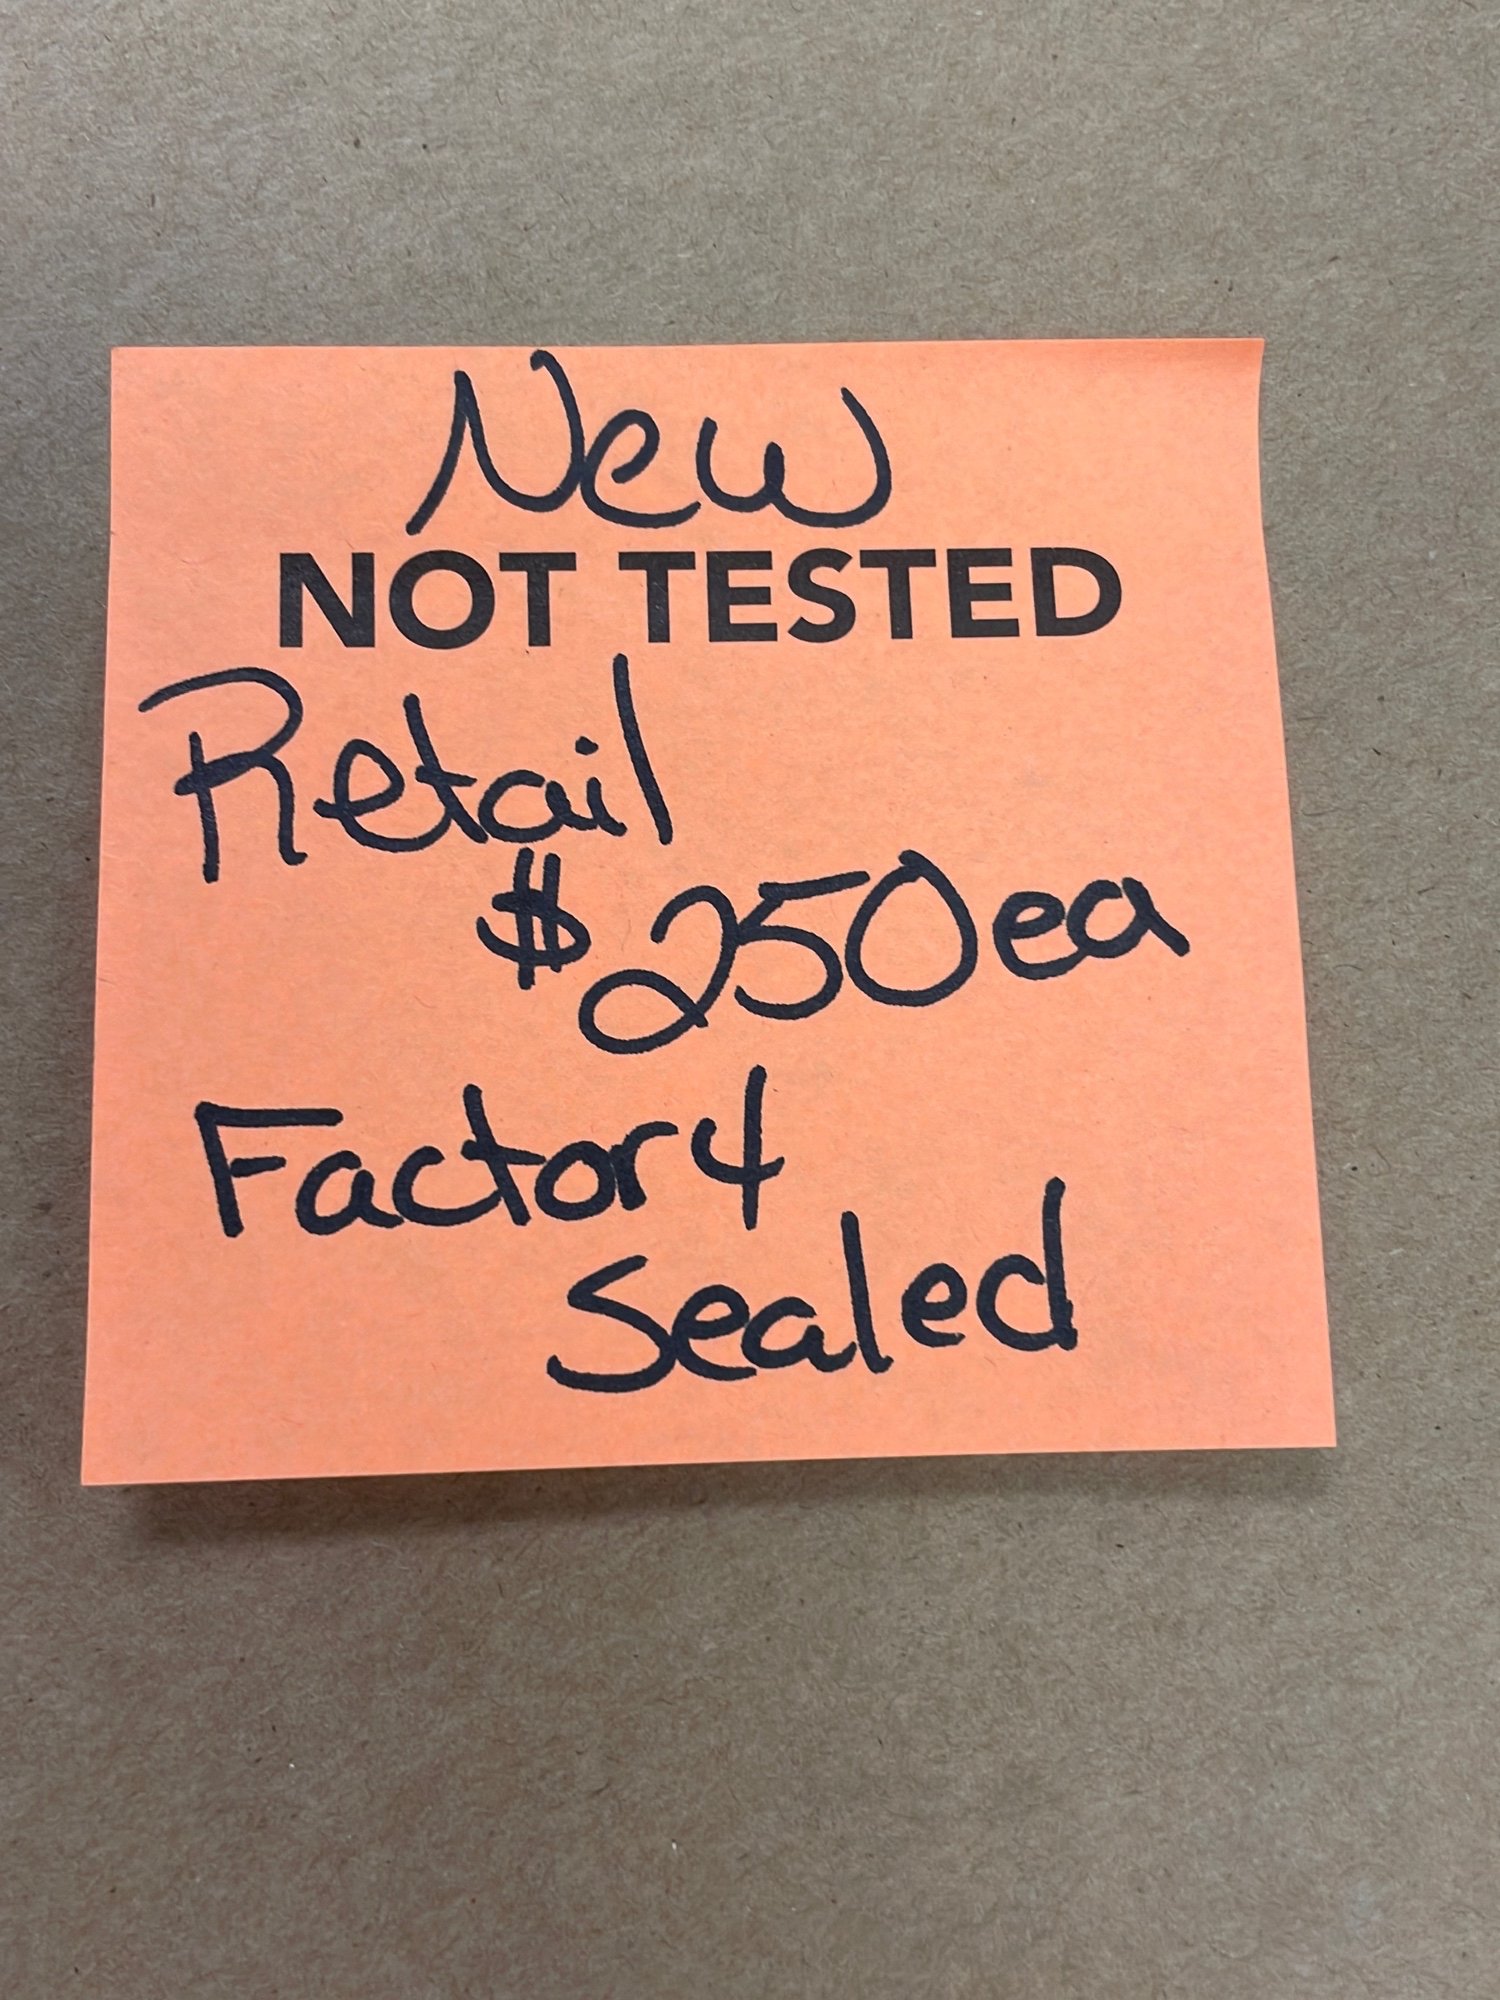 New
NOT TESTED
Retail
$250ea
Factory
Sealed